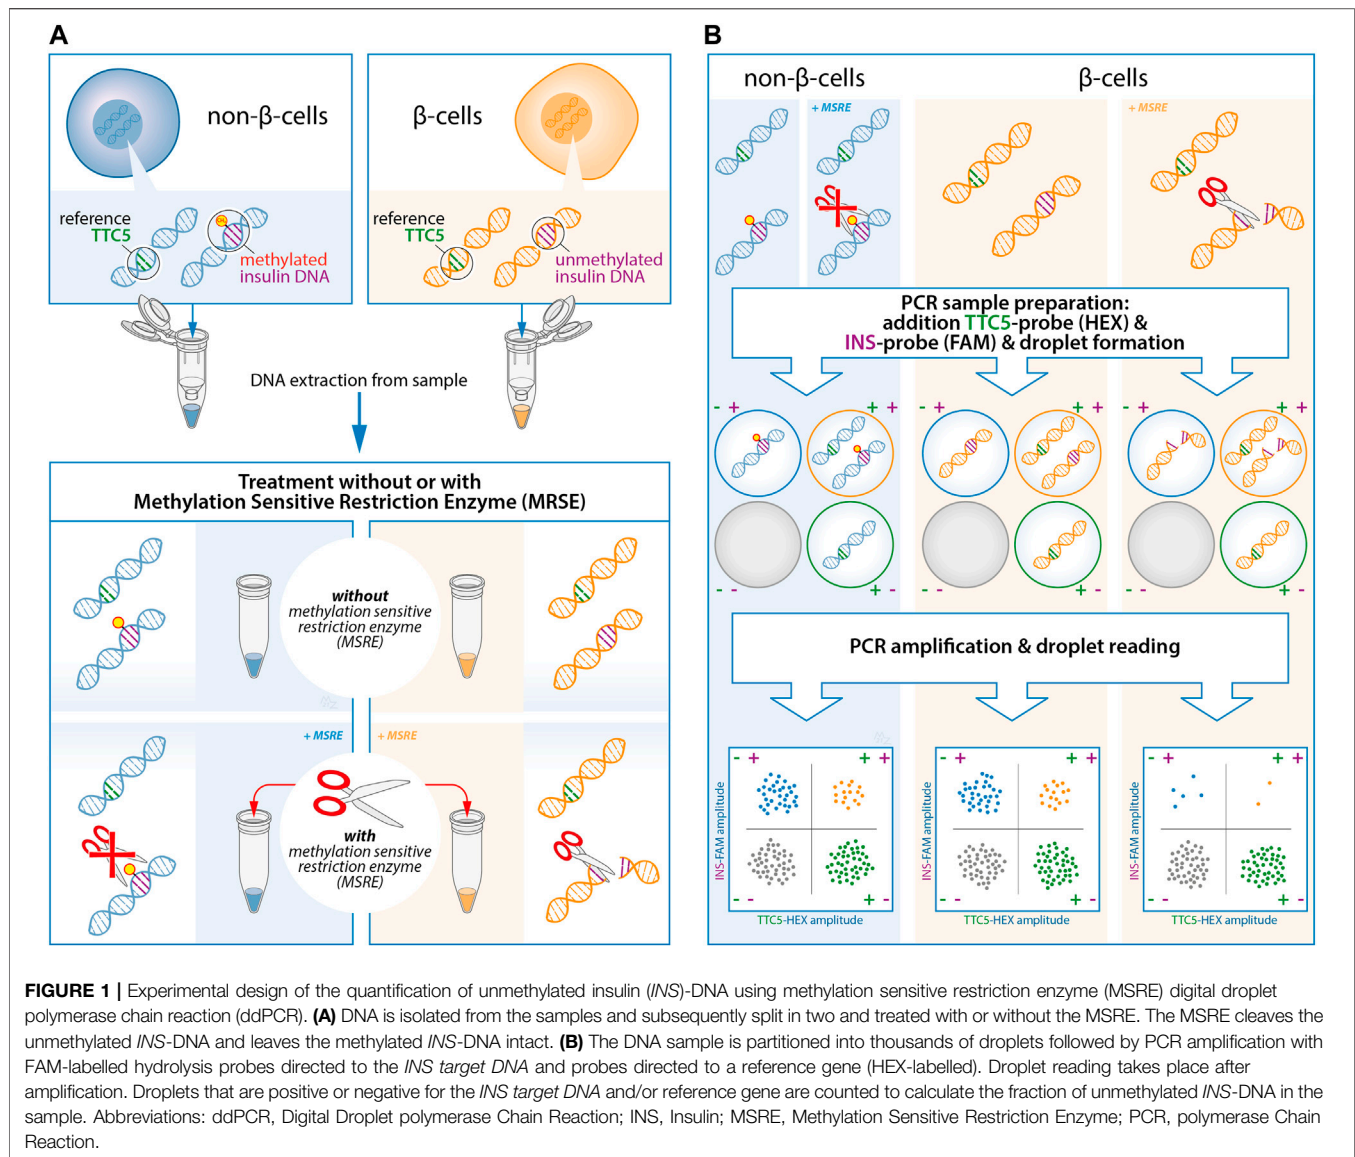 A
non-β-cells
β-cells
reference
TTC5
CH₃
methylated
insulin DNA
reference
TTC5
unmethylated
insulin DNA
DNA extraction from sample
Treatment without or with
Methylation Sensitive Restriction Enzyme (MRSE)
without
methylation sensitive
restriction enzyme
(MSRE)
+ MSRE
+ MSRE
with
methylation sensitive
restriction enzyme
(MSRE)
B
non-β-cells
β-cells
+ MSRE
+ MSRE
PCR sample preparation:
addition TTC5-probe (HEX) &
INS-probe (FAM) & droplet formation
- +
+ +
- +
+ +
- +
+ +
- -
+ -
- -
+ -
- -
+ -
PCR amplification & droplet reading
- +
+ +
- +
+ +
- +
+ +
INS-FAM amplitude
INS-FAM amplitude
INS-FAM amplitude
- -
+ -
- -
+ -
- -
+ -
TTC5-HEX amplitude
TTC5-HEX amplitude
TTC5-HEX amplitude
FIGURE 1 | Experimental design of the quantification of unmethylated insulin (INS)-DNA using methylation sensitive restriction enzyme (MSRE) digital droplet
polymerase chain reaction (ddPCR). (A) DNA is isolated from the samples and subsequently split in two and treated with or without the MSRE. The MSRE cleaves the
unmethylated INS-DNA and leaves the methylated INS-DNA intact. (B) The DNA sample is partitioned into thousands of droplets followed by PCR amplification with
FAM-labelled hydrolysis probes directed to the INS target DNA and probes directed to a reference gene (HEX-labelled). Droplet reading takes place after
amplification. Droplets that are positive or negative for the INS target DNA and/or reference gene are counted to calculate the fraction of unmethylated INS-DNA in the
sample. Abbreviations: ddPCR, Digital Droplet polymerase Chain Reaction; INS, Insulin; MSRE, Methylation Sensitive Restriction Enzyme; PCR, polymerase Chain
Reaction.